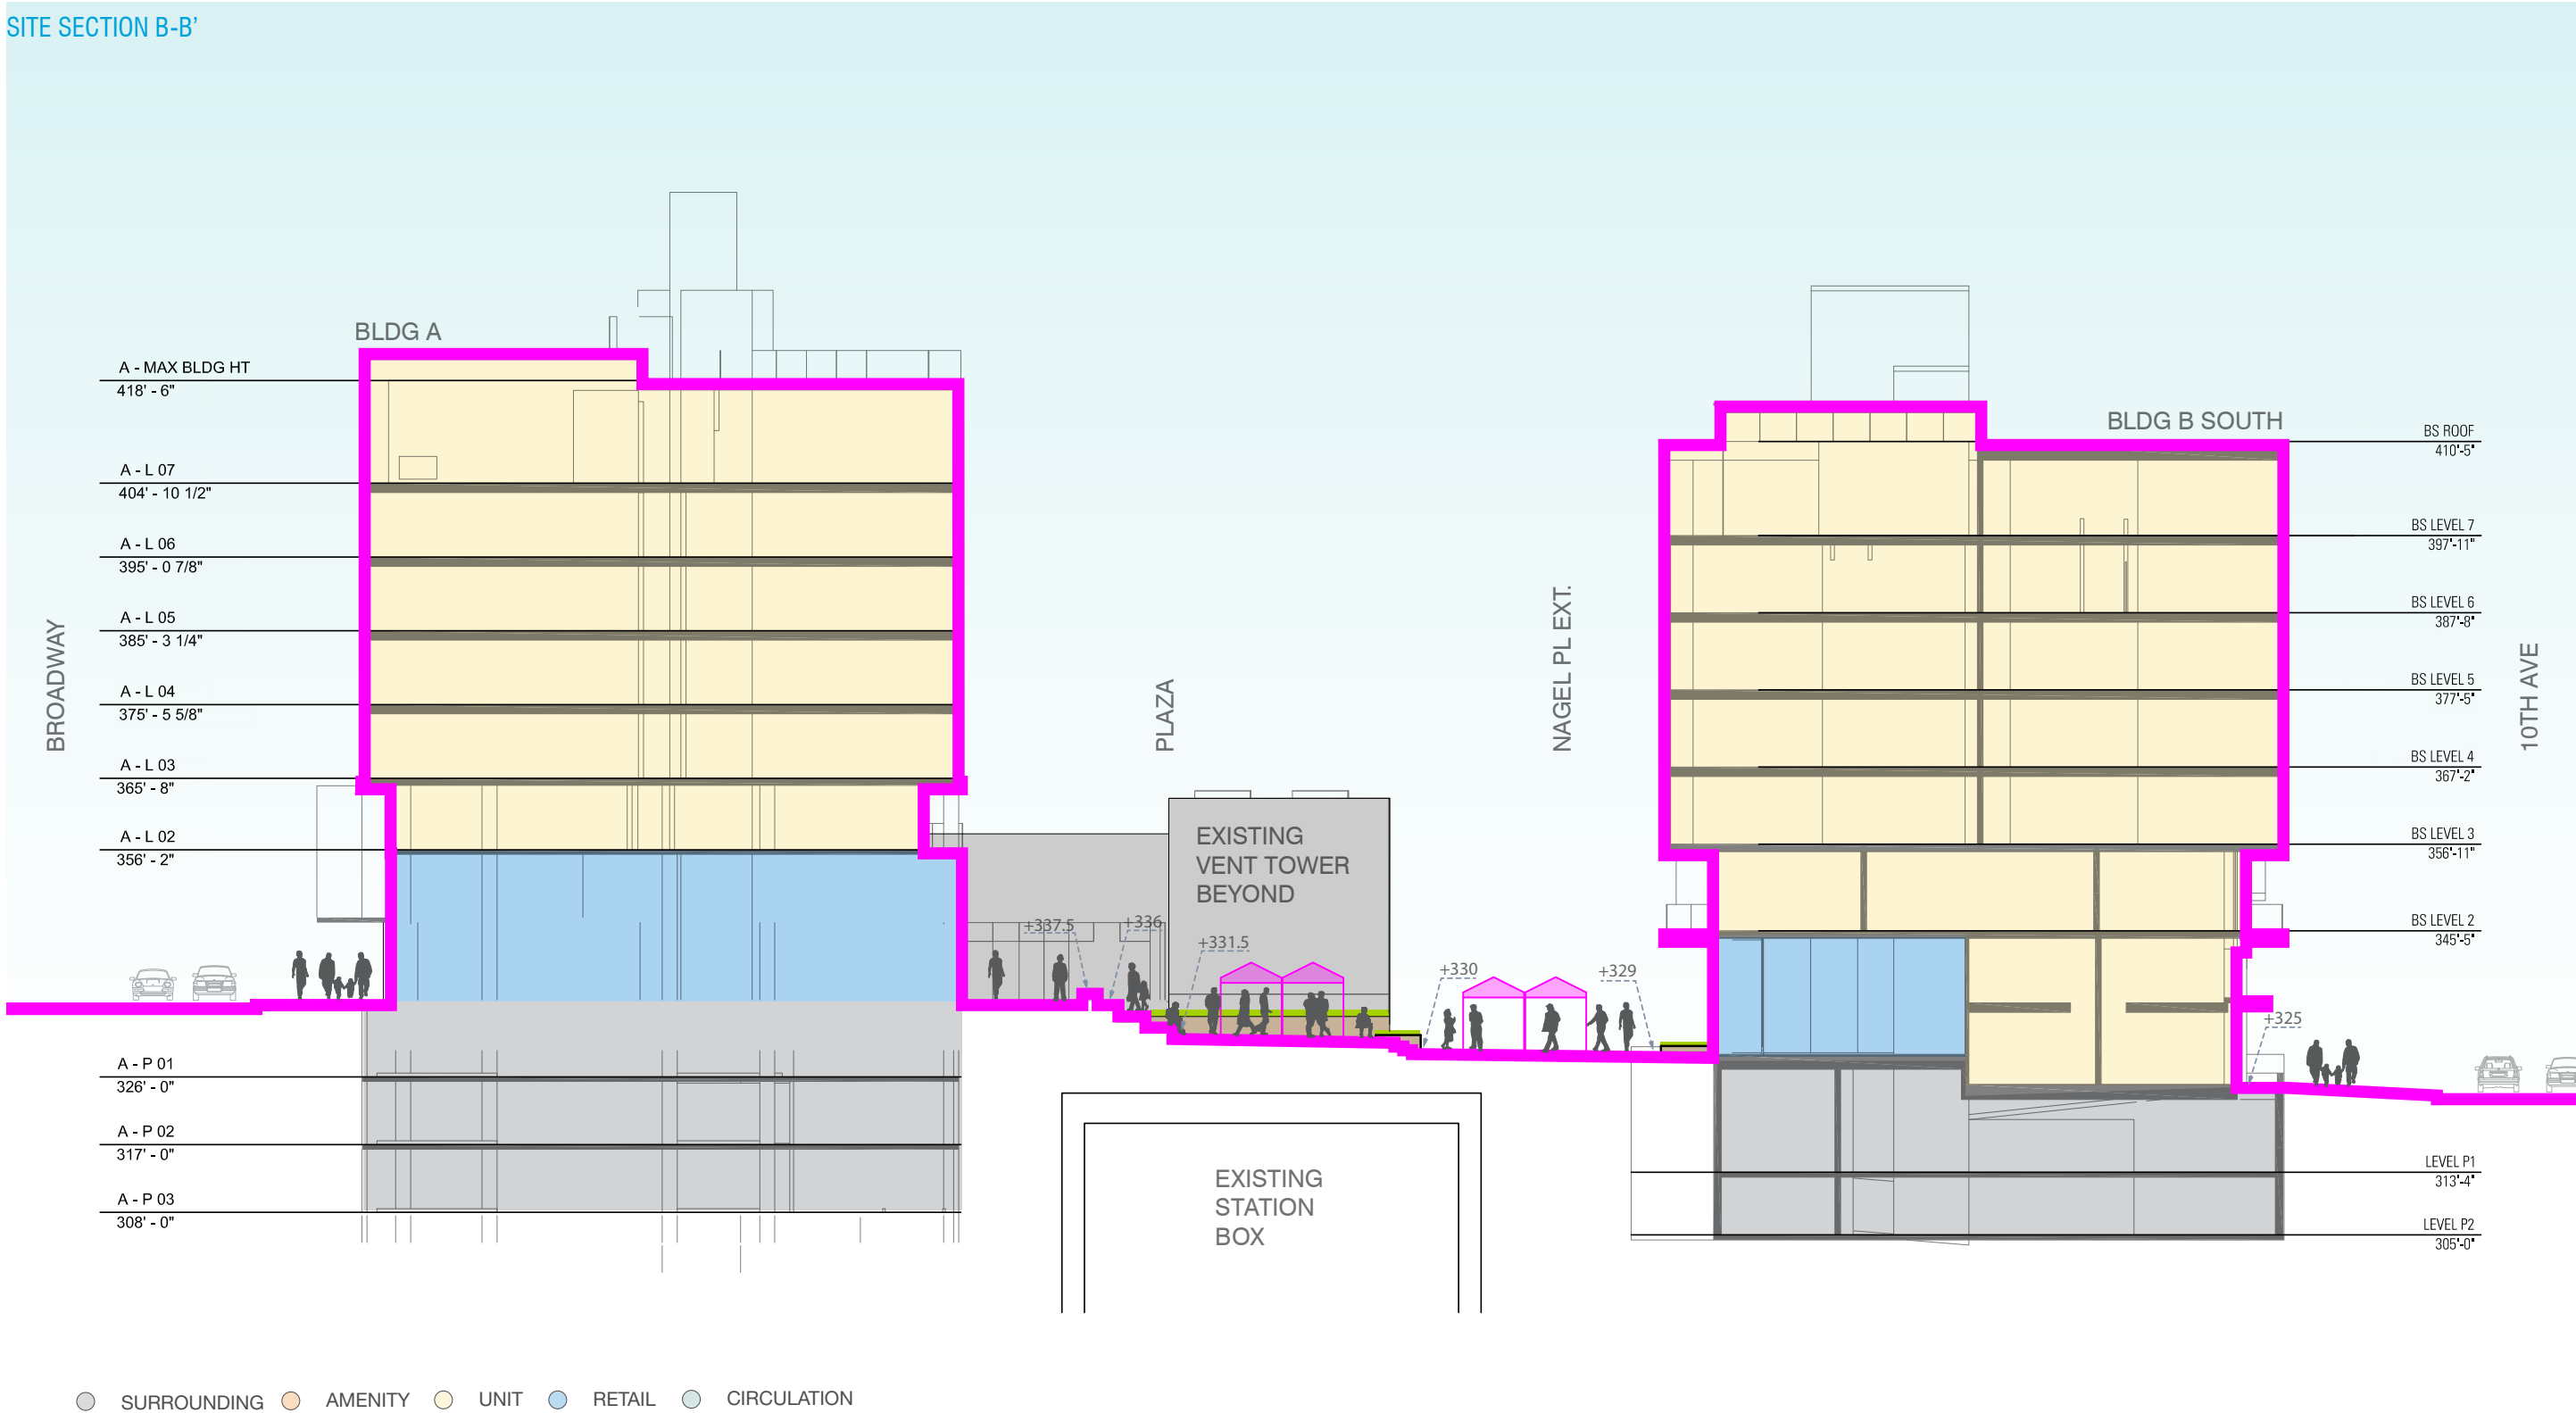 SITE SECTION B-B’
BLDG A
A - MAX BLDG HT
418' - 6"
A - L 07
404' - 10 1/2"
A - L 06
395' - 0 7/8"
A - L 05
385' - 3 1/4"
A - L 04
375' - 5 5/8"
A - L 03
365' - 8"
A - L 02
356' - 2"
A - P 01
326' - 0"
A - P 02
317' - 0"
A - P 03
308' - 0"
BROADWAY
PLAZA
NAGEL PL EXT.
10TH AVE
EXISTING
VENT TOWER
BEYOND
+337.5
+336
+331.5
+330
+329
+325
EXISTING
STATION
BOX
BLDG B SOUTH
BS ROOF
410'-5"
BS LEVEL 7
397'-11"
BS LEVEL 6
387'-8"
BS LEVEL 5
377'-5"
BS LEVEL 4
367'-2"
BS LEVEL 3
356'-11"
BS LEVEL 2
345'-5"
LEVEL P1
313'-4"
LEVEL P2
305'-0"
SURROUNDING AMENITY UNIT RETAIL CIRCULATION